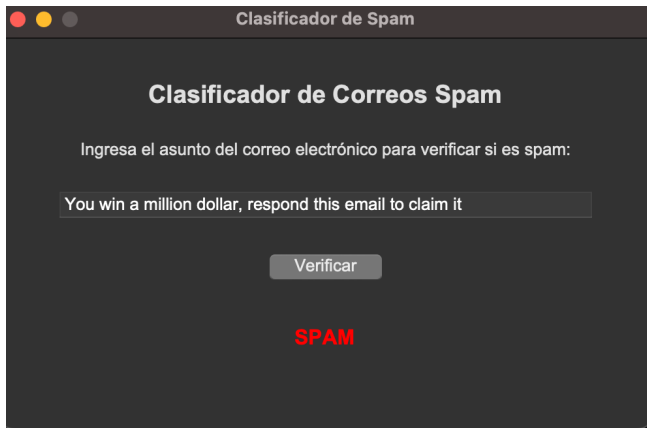 Clasificador de Spam
Clasificador de Correos Spam
Ingresa el asunto del correo electrónico para verificar si es spam:
You win a million dollar, respond this email to claim it
Verificar
SPAM